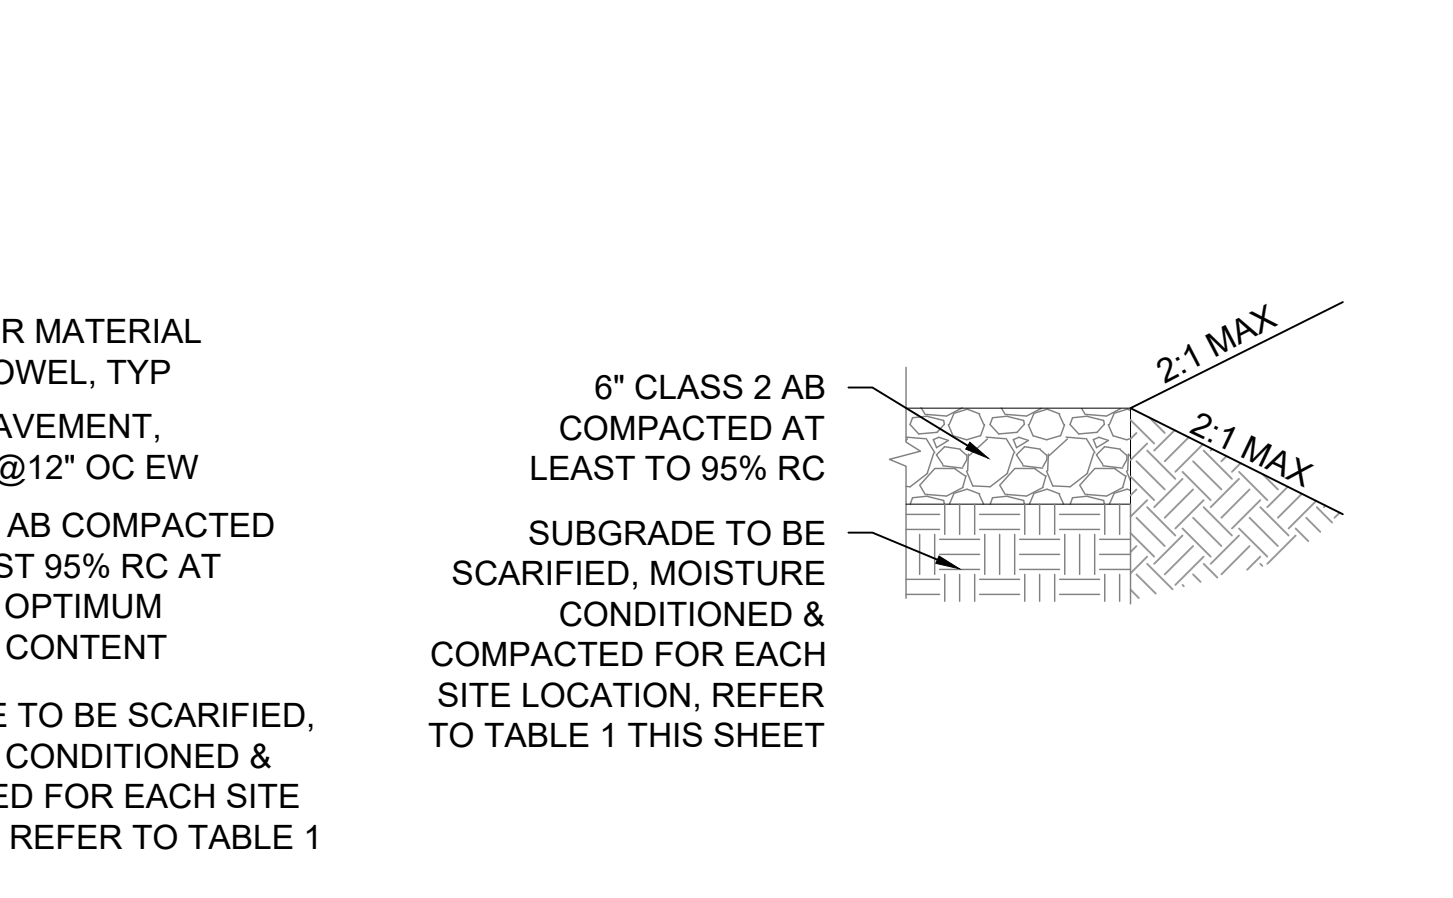 R MATERIAL
OWEL, TYP
AVEMENT,
@12" OC EW
AB COMPACTED
ST 95% RC AT
OPTIMUM
CONTENT
E TO BE SCARIFIED,
CONDITIONED &
ED FOR EACH SITE
REFER TO TABLE 1
6" CLASS 2 AB
COMPACTED AT
LEAST TO 95% RC
SUBGRADE TO BE
SCARIFIED, MOISTURE
CONDITIONED &
COMPACTED FOR EACH
SITE LOCATION, REFER
TO TABLE 1 THIS SHEET
2:1 MAX
2:1 MAX